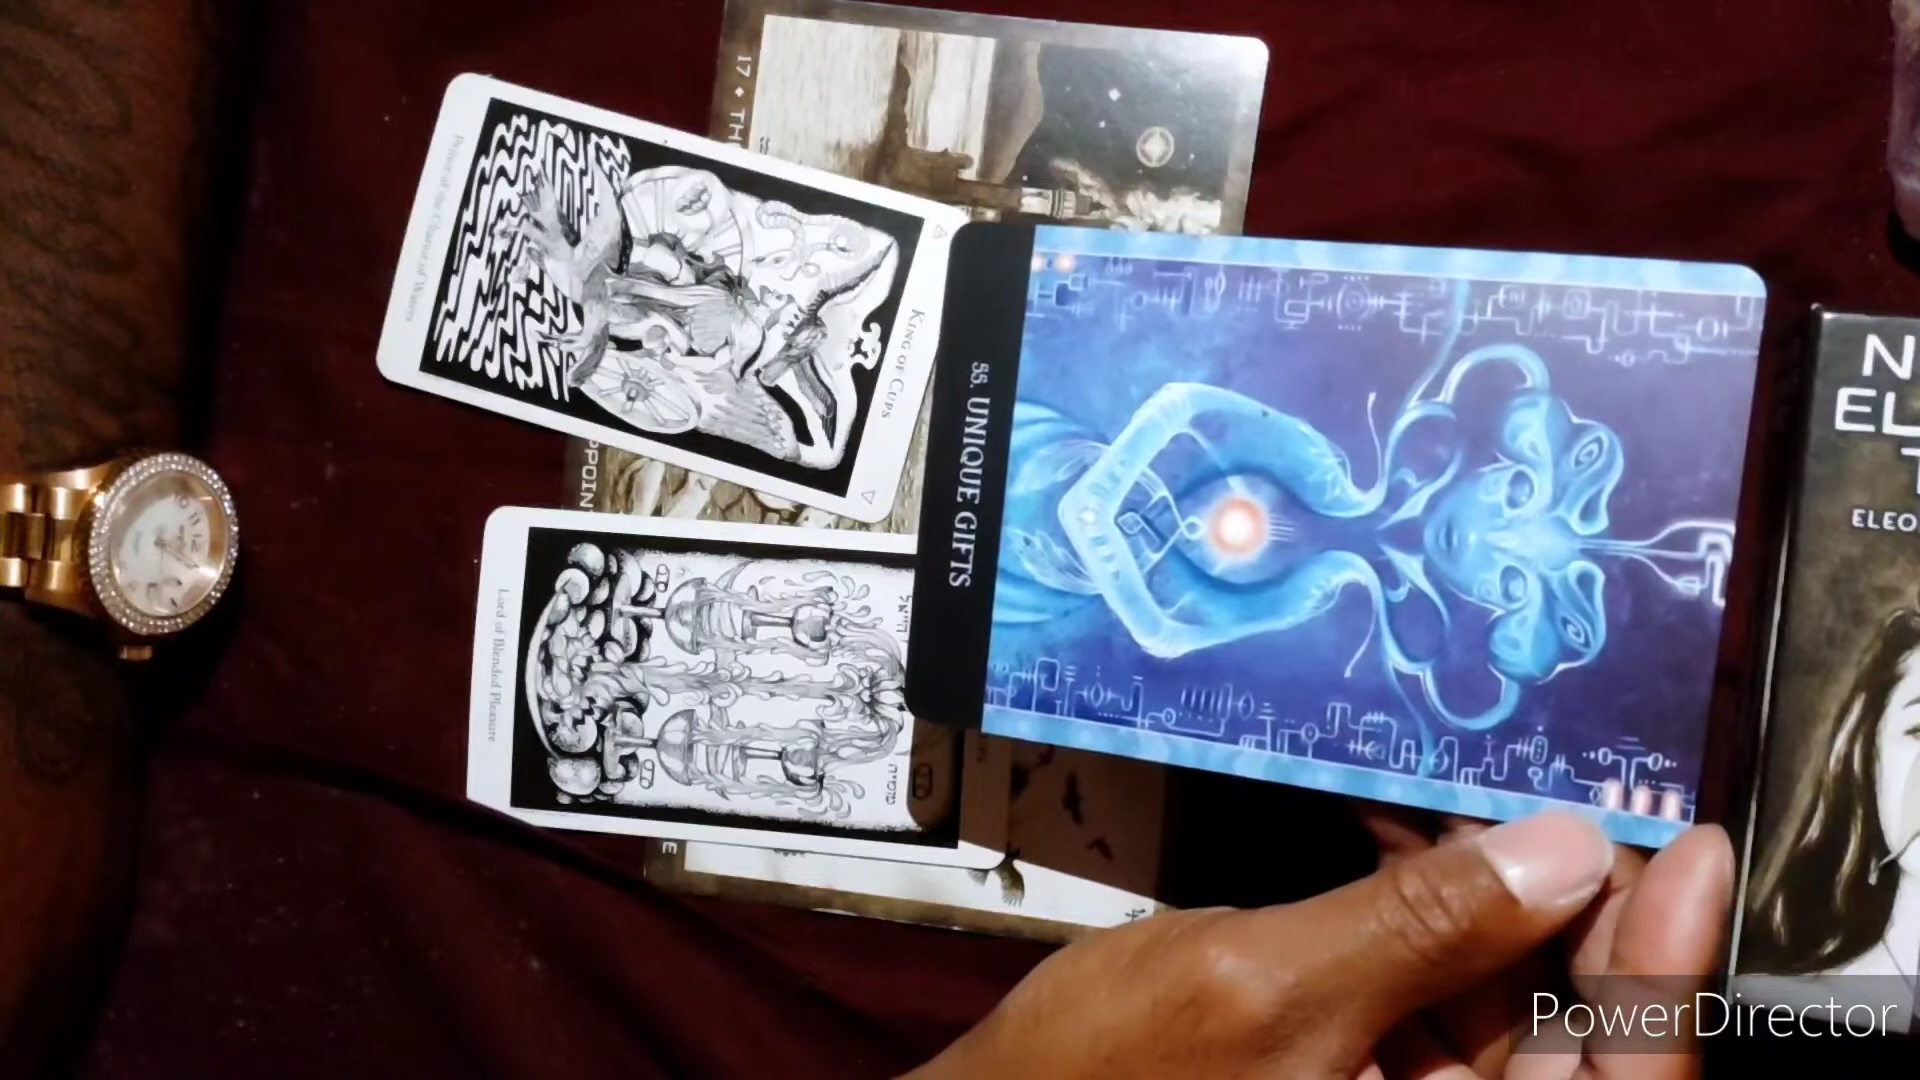 17 ♦ TH
Prince of the Chariot of Waters
KING OF CUPS
PPOIN
55. UNIQUE GIFTS
Lord of Blended Pleasure
N
EL
T
ELEO
PowerDirector